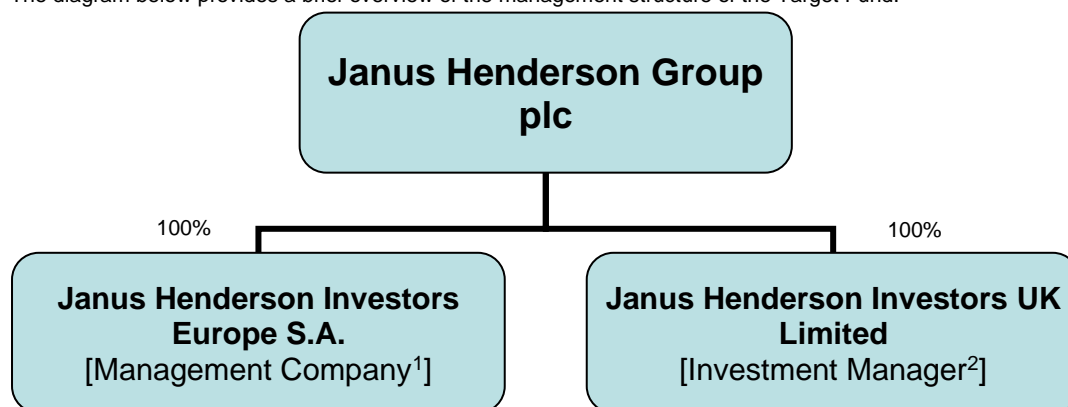 The diagram below provides a brief overview of the management structure of the Target Fund.
Janus Henderson Group
plc
100%
100%
Janus Henderson Investors
Europe S.A.
[Management Company¹]
Janus Henderson Investors UK
Limited
[Investment Manager²]